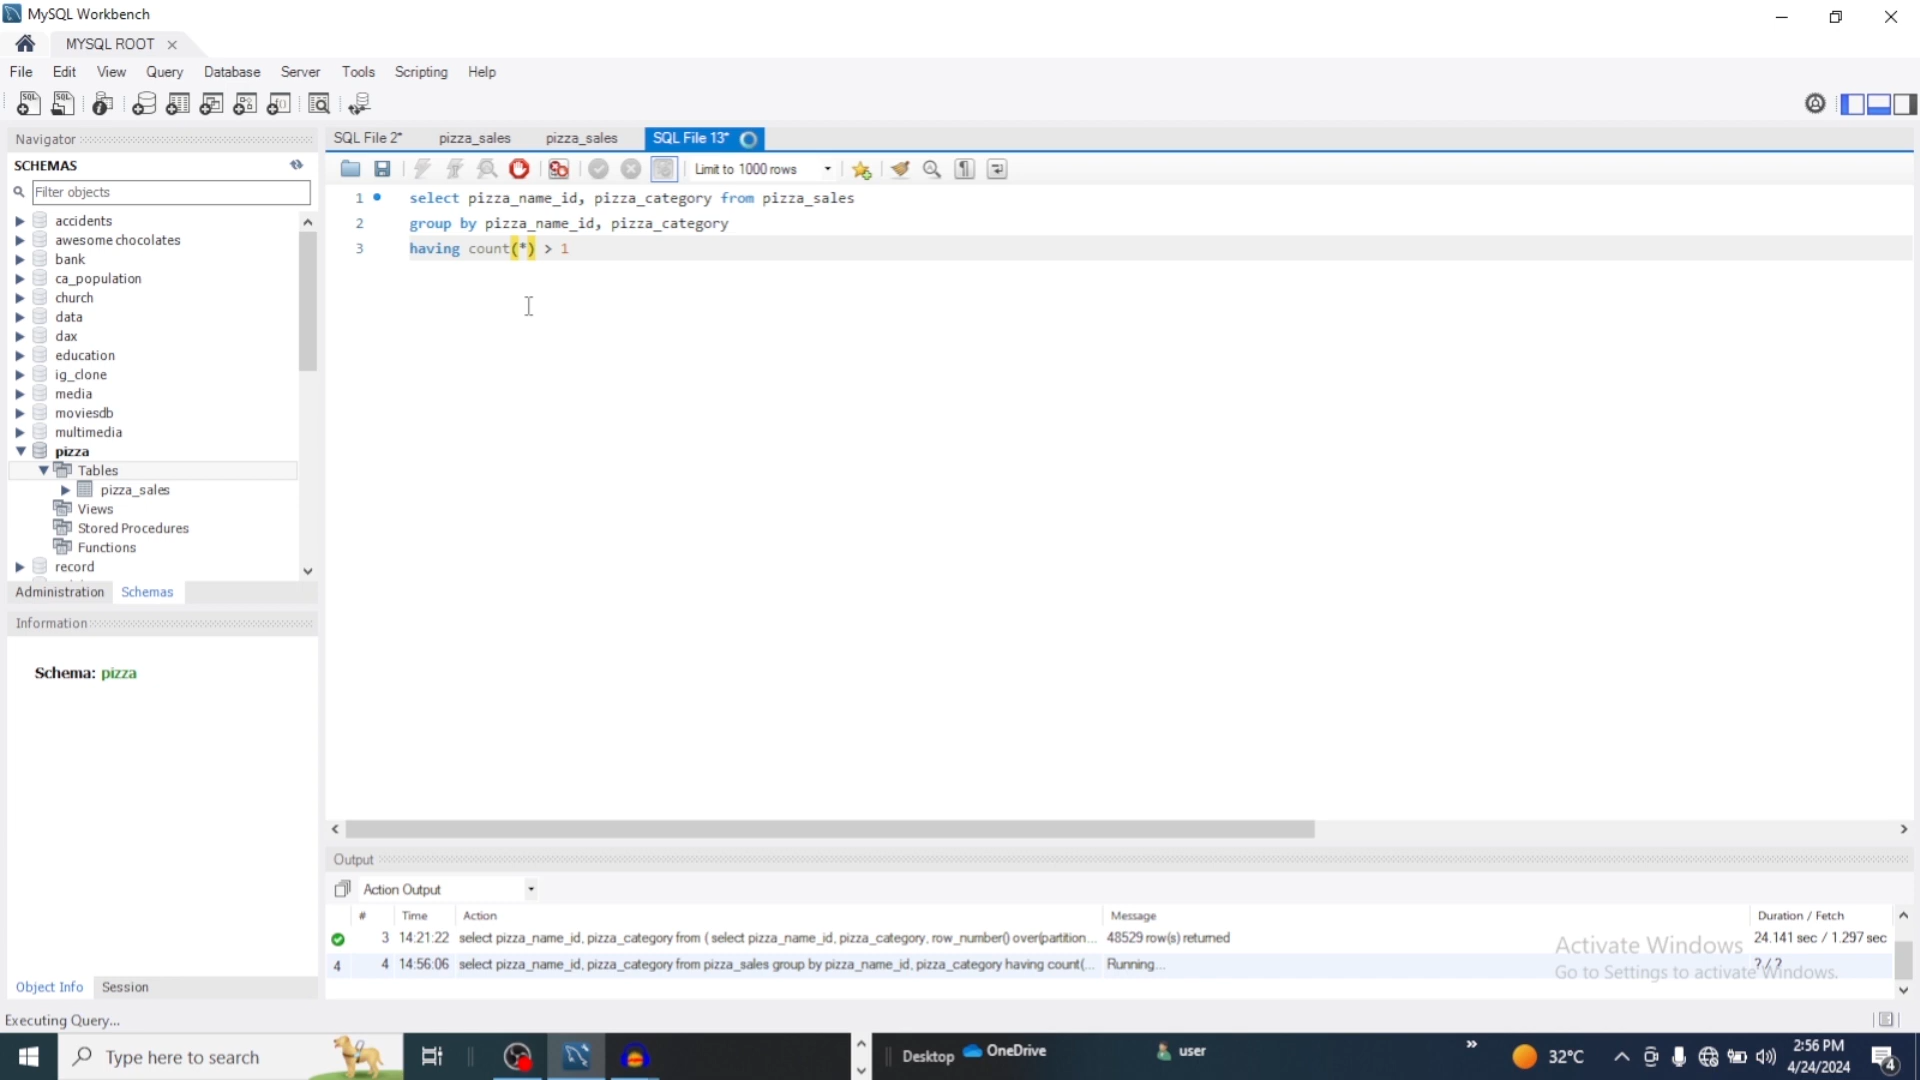 MySQL Workbench
MYSQL ROOT
File Edit View Query Database Server Tools Scripting Help
Navigator
SCHEMAS
Filter objects
accidents
awesome chocolates
bank
ca_population
church
data
dax
education
ig_clone
media
moviesdb
multimedia
pizza
Tables
pizza_sales
Views
Stored Procedures
Functions
record
Administration Schemas
Information
Schema: pizza
Object Info Session
SQL File 2* pizza_sales pizza_sales SQL File 13*
Limit to 1000 rows
1 select pizza_name_id, pizza_category from pizza_sales
2 group by pizza_name_id, pizza_category
3 having count(*) > 1
Output
Action Output
# Time Action Message Duration / Fetch
3 14:21:22 select pizza_name_id, pizza_category from ( select pizza_name_id, pizza_category, row_number() over(partition... 48529 row(s) returned 24.141 sec / 1.297 sec
4 4 14:56:06 select pizza_name_id, pizza_category from pizza_sales group by pizza_name_id, pizza_category having count(... Running... ? / ?
Activate Windows
Go to Settings to activate Windows.
Executing Query...
Type here to search
Desktop OneDrive user
32°C
2:56 PM
4/24/2024
4